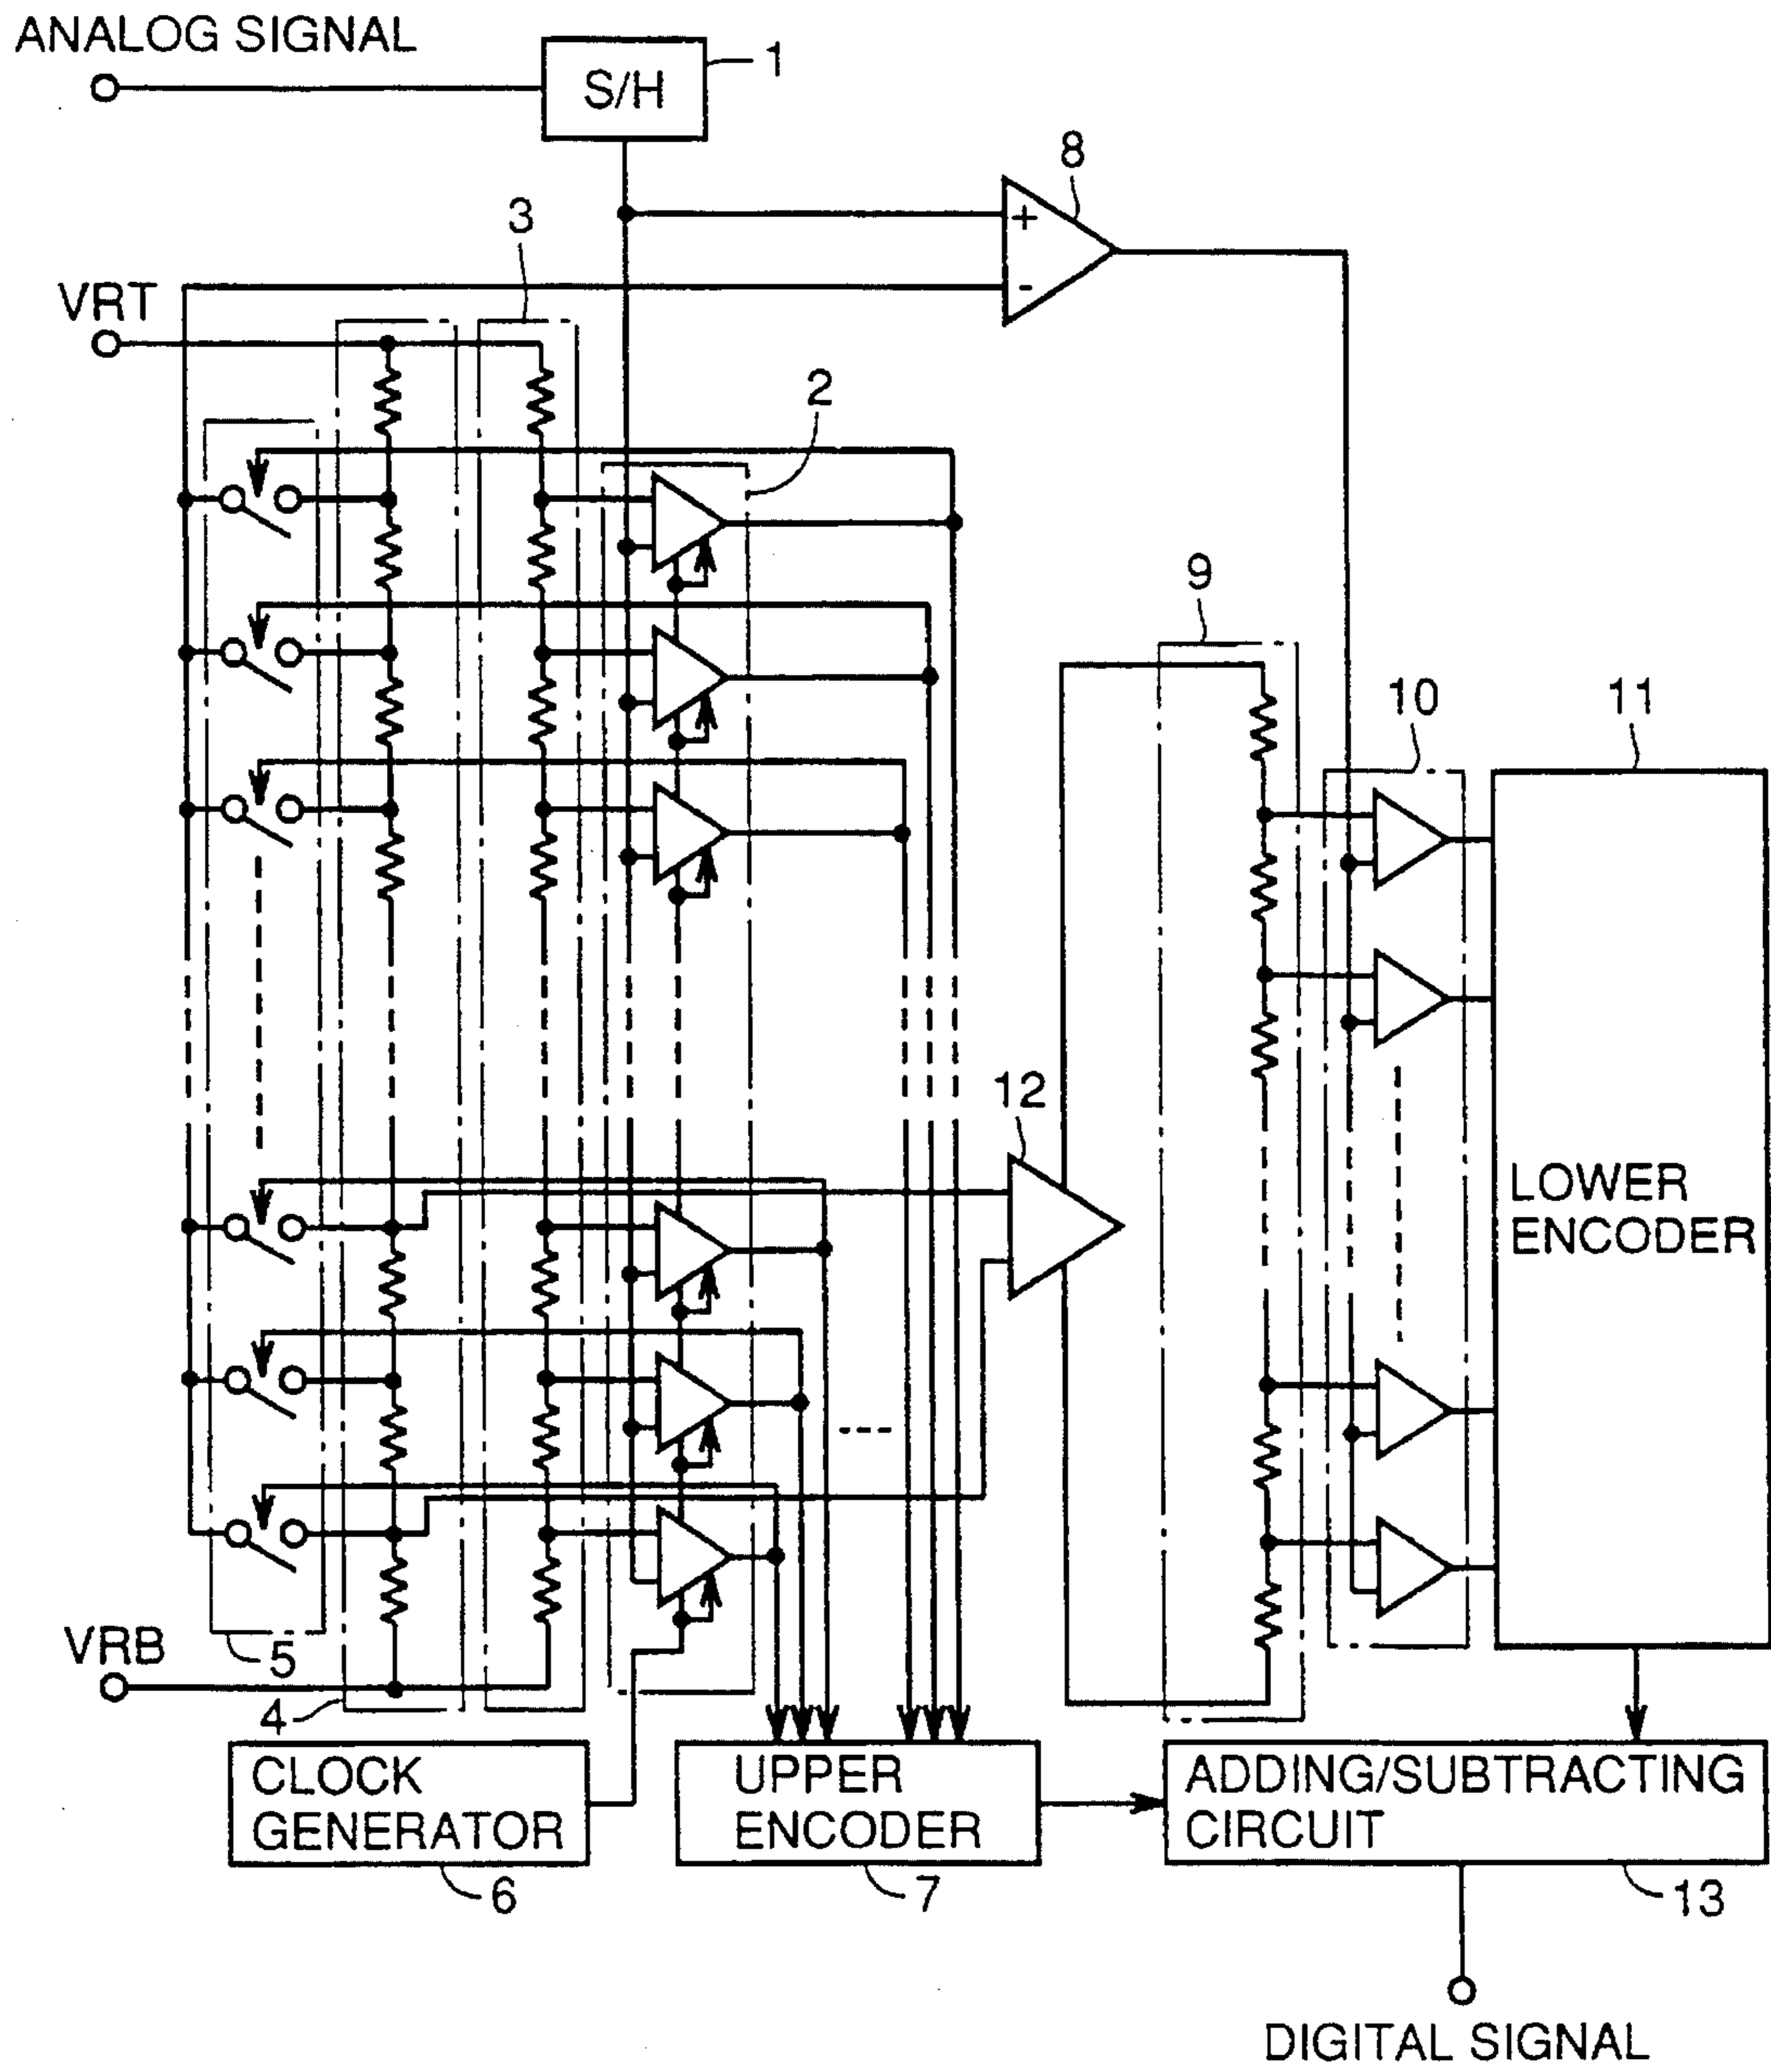 ANALOG SIGNAL
S/H
1
8
+
-
3
VRT
2
9
10
11
12
LOWER
ENCODER
VRB
5
4
CLOCK
GENERATOR
UPPER
ENCODER
ADDING/SUBTRACTING
CIRCUIT
6
7
13
DIGITAL SIGNAL